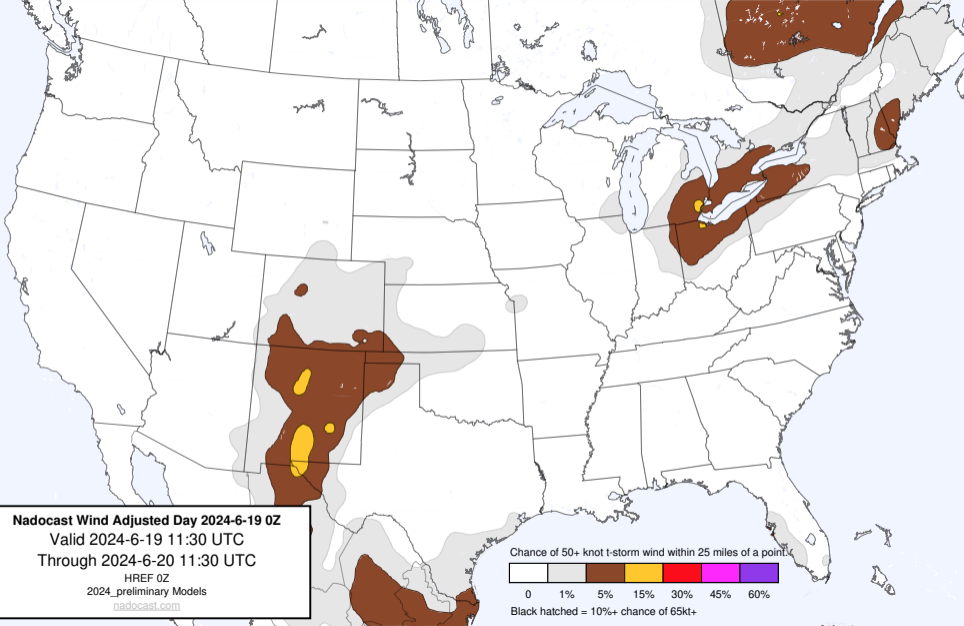 Nadocast Wind Adjusted Day 2024-6-19 0Z
Valid 2024-6-19 11:30 UTC
Through 2024-6-20 11:30 UTC
HREF 0Z
2024_preliminary Models
nadocast.com
Chance of 50+ knot t-storm wind within 25 miles of a point.
0 1% 5% 15% 30% 45% 60%
Black hatched = 10%+ chance of 65kt+